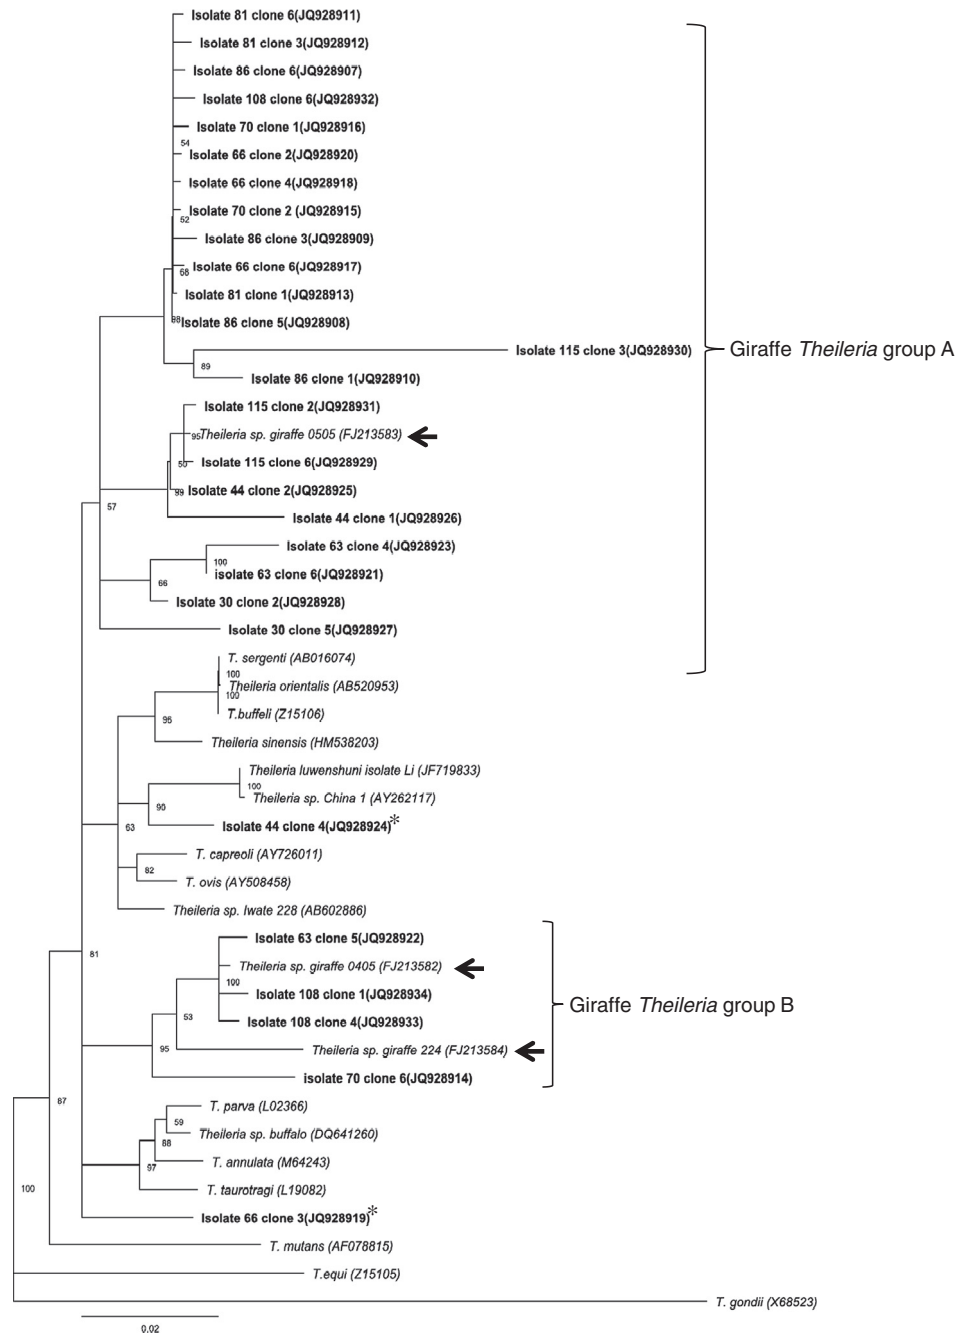 Isolate 81 clone 6(JQ928911)
Isolate 81 clone 3(JQ928912)
Isolate 86 clone 6(JQ928907)
Isolate 108 clone 6(JQ928932)
Isolate 70 clone 1(JQ928916)
54
Isolate 66 clone 2(JQ928920)
Isolate 66 clone 4(JQ928918)
Isolate 70 clone 2 (JQ928915)
52
Isolate 86 clone 3(JQ928909)
Isolate 66 clone 6(JQ928917)
68
Isolate 81 clone 1(JQ928913)
Isolate 86 clone 5(JQ928908)
Isolate 115 clone 3(JQ928930)
Giraffe Theileria group A
89
Isolate 86 clone 1(JQ928910)
Isolate 115 clone 2(JQ928931)
95
Theileria sp. giraffe 0505 (FJ213583)
50
Isolate 115 clone 6(JQ928929)
99
Isolate 44 clone 2(JQ928925)
57
Isolate 44 clone 1(JQ928926)
Isolate 63 clone 4(JQ928923)
100
isolate 63 clone 6(JQ928921)
66
Isolate 30 clone 2(JQ928928)
Isolate 30 clone 5(JQ928927)
T. sergenti (AB016074)
100
Theileria orientalis (AB520953)
100
T.buffeli (Z15106)
95
Theileria sinensis (HM538203)
Theileria luwenshuni isolate Li (JF719833)
100
Theileria sp. China 1 (AY262117)
90
Isolate 44 clone 4(JQ928924)*
63
T. capreoli (AY726011)
82
T. ovis (AY508458)
Theileria sp. Iwate 228 (AB602886)
Isolate 63 clone 5(JQ928922)
81
Theileria sp. giraffe 0405 (FJ213582)
100
Isolate 108 clone 1(JQ928934)
Giraffe Theileria group B
53
Isolate 108 clone 4(JQ928933)
95
Theileria sp. giraffe 224 (FJ213584)
isolate 70 clone 6(JQ928914)
87
T. parva (L02366)
59
Theileria sp. buffalo (DQ641260)
88
T. annulata (M64243)
97
T. taurotragi (L19082)
100
Isolate 66 clone 3(JQ928919)*
T. mutans (AF078815)
T.equi (Z15105)
T. gondii (X68523)
0.02